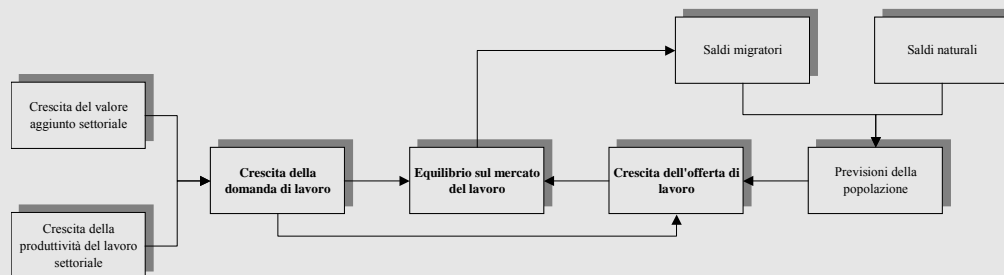 Saldi migratori
Saldi naturali
Crescita del valore
aggiunto settoriale
Crescita della
domanda di lavoro
Equilibrio sul mercato
del lavoro
Crescita dell'offerta di
lavoro
Previsioni della
popolazione
Crescita della
produttività del lavoro
settoriale